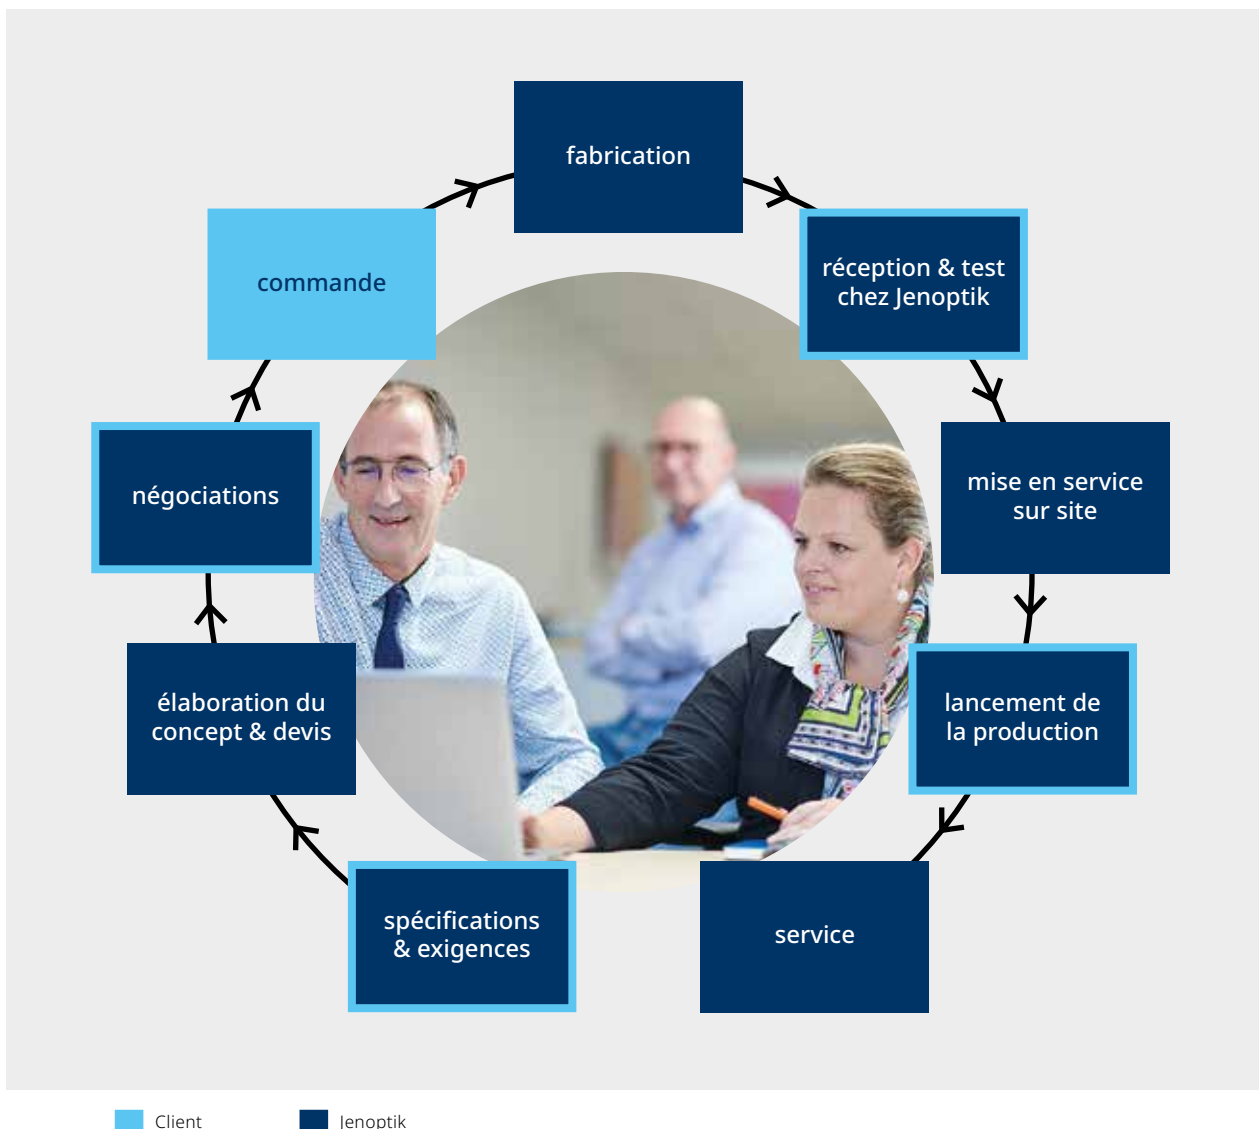 fabrication
commande
réception & test
chez Jenoptik
négociations
mise en service
sur site
élaboration du
concept & devis
lancement de
la production
spécifications
& exigences
service
Client
Jenoptik